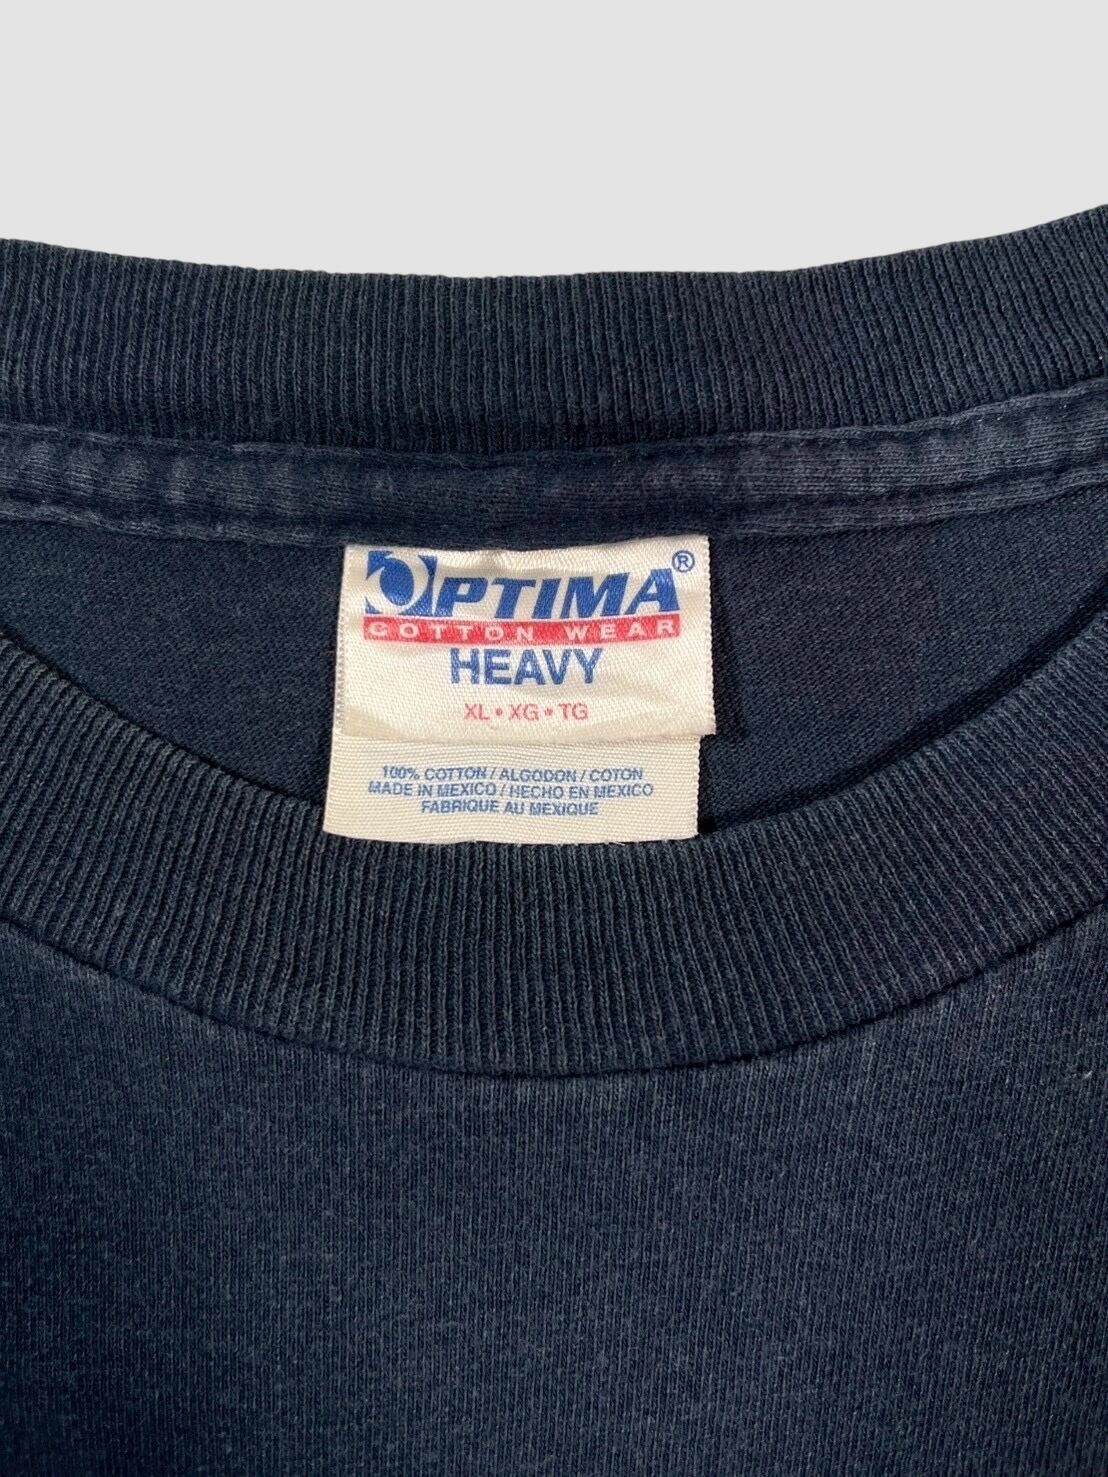 OPTIMA®
COTTON WEAR
HEAVY
XL • XG • TG
100% COTTON / ALGODON / COTON
MADE IN MEXICO / HECHO EN MEXICO
FABRIQUE AU MEXIQUE